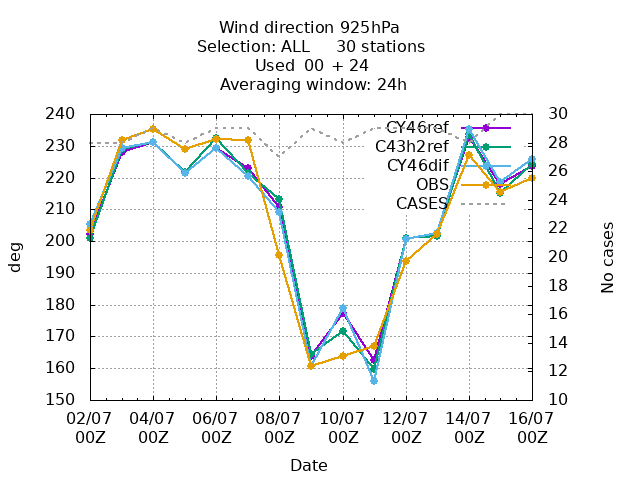 Wind direction 925hPa
Selection: ALL 30 stations
Used 00 + 24
Averaging window: 24h
240
230
220
210
200
190
180
170
160
150
deg
30
28
26
24
22
20
18
16
14
12
10
No cases
CY46ref
C43h2ref
CY46dif
OBS
CASES
02/07 04/07 06/07 08/07 10/07 12/07 14/07 16/07
00Z 00Z 00Z 00Z 00Z 00Z 00Z 00Z
Date